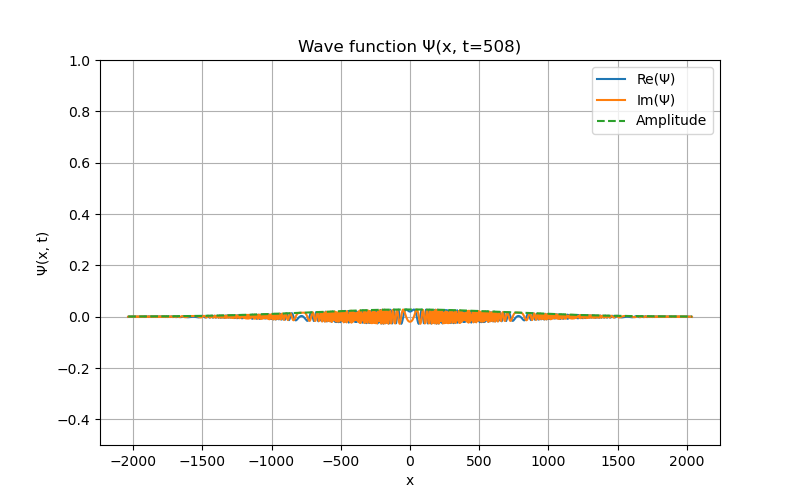 Wave function Ψ(x, t=508)
Re(Ψ)
Im(Ψ)
Amplitude
Ψ(x, t)
1.0
0.8
0.6
0.4
0.2
0.0
−0.2
−0.4
−2000 −1500 −1000 −500 0 500 1000 1500 2000
x